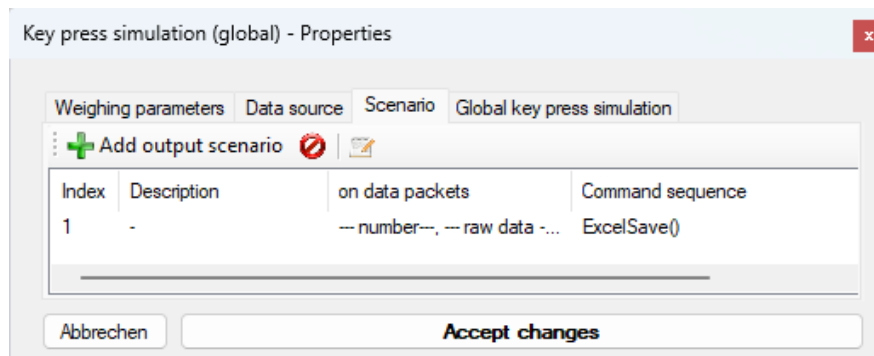 Key press simulation (global) - Properties
x
Weighing parameters Data source Scenario Global key press simulation
Add output scenario
Index Description on data packets Command sequence
1 - --- number---, --- raw data -... ExcelSave()
Abbrechen Accept changes